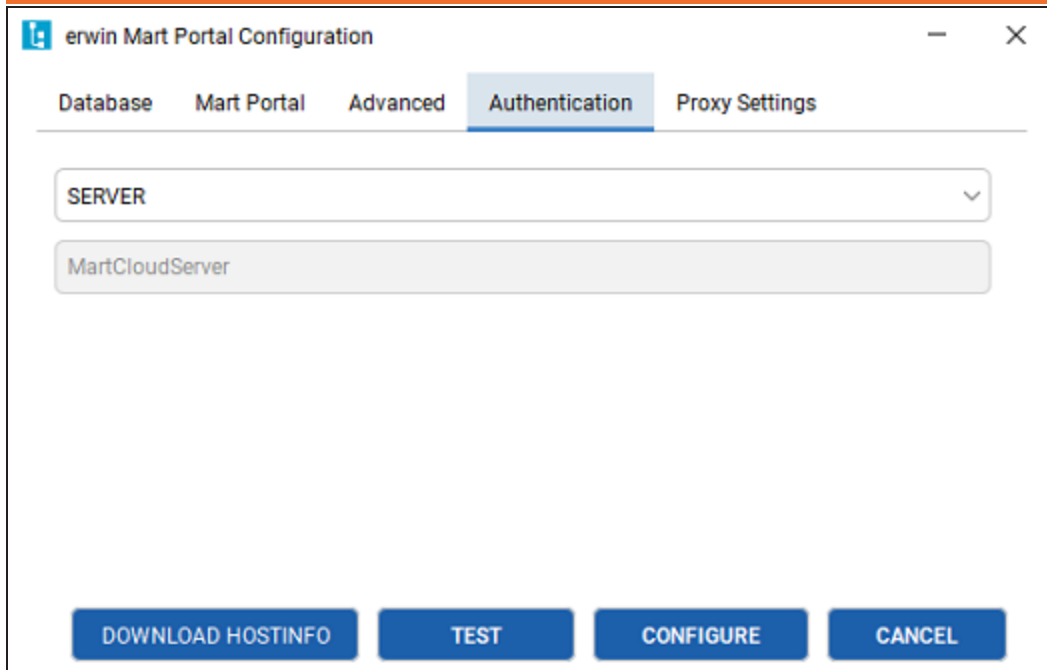 erwin Mart Portal Configuration
Database Mart Portal Advanced Authentication Proxy Settings
SERVER
MartCloudServer
DOWNLOAD HOSTINFO TEST CONFIGURE CANCEL